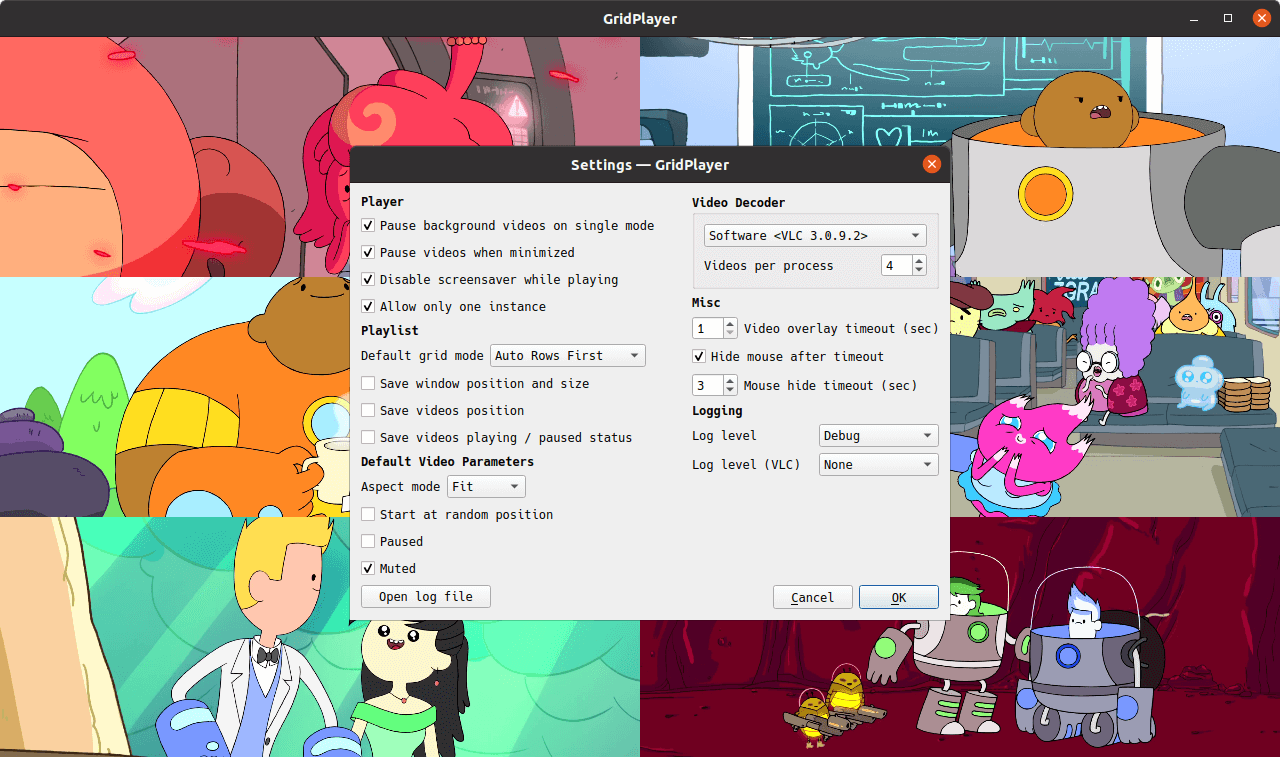 GridPlayer
Settings — GridPlayer
Player
Pause background videos on single mode
Pause videos when minimized
Disable screensaver while playing
Allow only one instance
Playlist
Default grid mode Auto Rows First
Save window position and size
Save videos position
Save videos playing / paused status
Default Video Parameters
Aspect mode Fit
Start at random position
Paused
Muted
Open log file
Video Decoder
Software <VLC 3.0.9.2>
Videos per process 4
Misc
1 Video overlay timeout (sec)
Hide mouse after timeout
3 Mouse hide timeout (sec)
Logging
Log level Debug
Log level (VLC) None
Cancel OK
1m